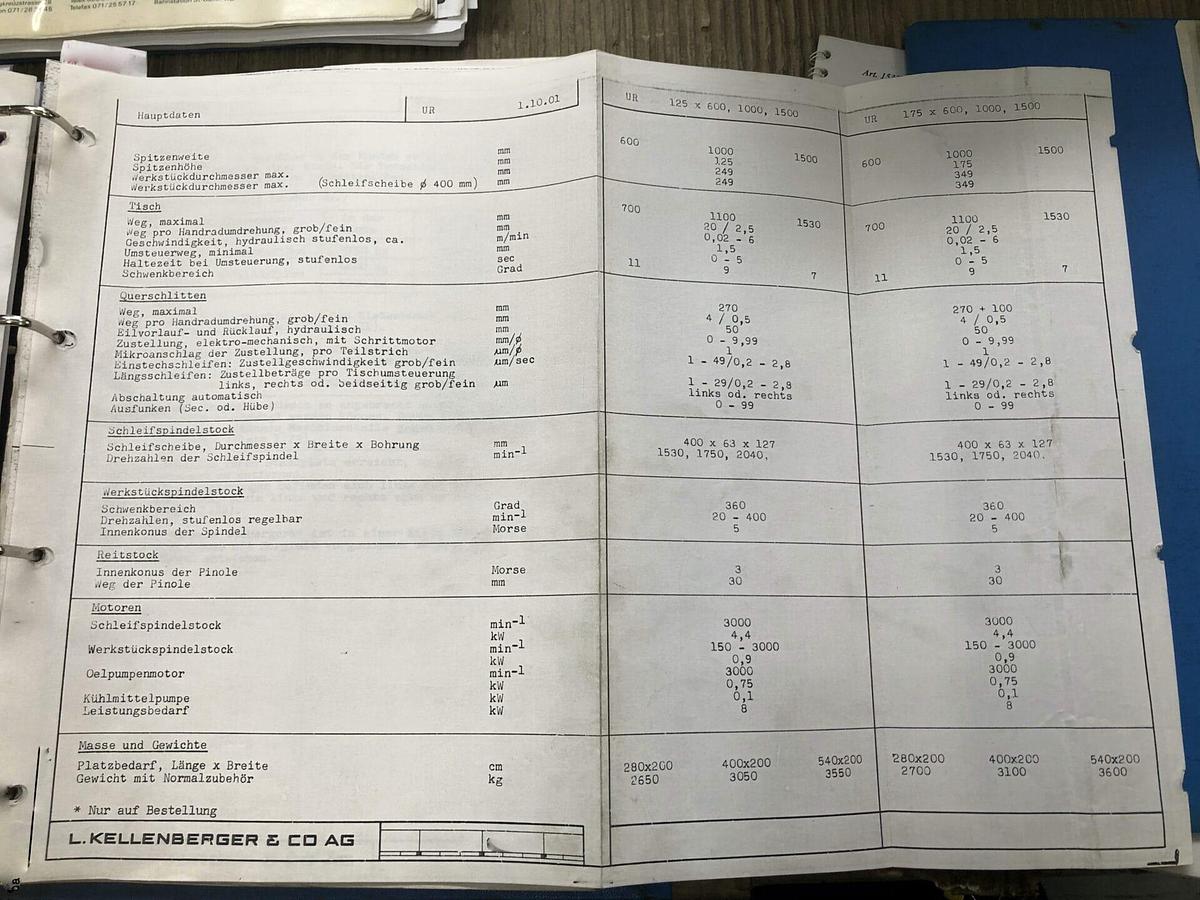 Telefax 071/25 57 17
Art.
Hauptdaten UR 1.10.01 UR 125 x 600, 1000, 1500 UR 175 x 600, 1000, 1500
Spitzenweite mm 600 1000 1500 600 1000 1500
Spitzenhöhe mm 125 175
Werkstückdurchmesser max. mm 249 349
Werkstückdurchmesser max. (Schleifscheibe ø 400 mm) mm 249 349
Tisch
Weg, maximal mm 700 1100 1530 700 1100 1530
Weg pro Handradumdrehung, grob/fein mm 20 / 2,5 20 / 2,5
Geschwindigkeit, hydraulisch stufenlos, ca. m/min 0,02 - 6 0,02 - 6
Umsteuerweg, minimal mm 1,5 1,5
Haltezeit bei Umsteuerung, stufenlos sec 0 - 5 0 - 5
Schwenkbereich Grad 11 9 7 11 9 7
Querschlitten
Weg, maximal mm 270 270 + 100
Weg pro Handradumdrehung, grob/fein mm 4 / 0,5 4 / 0,5
Eilvorlauf- und Rücklauf, hydraulisch mm 50 50
Zustellung, elektro-mechanisch, mit Schrittmotor mm/ø 0 - 9,99 0 - 9,99
Mikroanschlag der Zustellung, pro Teilstrich µm/ø 1 1
Einstechschleifen: Zustellgeschwindigkeit grob/fein µm/sec 1 - 49/0,2 - 2,8 1 - 49/0,2 - 2,8
Längsschleifen: Zustellbeträge pro Tischumsteuerung
links, rechts od. beidseitig grob/fein µm 1 - 29/0,2 - 2,8 1 - 29/0,2 - 2,8
Abschaltung automatisch links od. rechts links od. rechts
Ausfunken (Sec. od. Hübe) 0 - 99 0 - 99
Schleifspindelstock
Schleifscheibe, Durchmesser x Breite x Bohrung mm 400 x 63 x 127 400 x 63 x 127
Drehzahlen der Schleifspindel min-1 1530, 1750, 2040, 1530, 1750, 2040.
Werkstückspindelstock
Schwenkbereich Grad 360 360
Drehzahlen, stufenlos regelbar min-1 20 - 400 20 - 400
Innenkonus der Spindel Morse 5 5
Reitstock
Innenkonus der Pinole Morse 3 3
Weg der Pinole mm 30 30
Motoren
Schleifspindelstock min-1 3000 3000
kW 4,4 4,4
Werkstückspindelstock min-1 150 - 3000 150 - 3000
kW 0,9 0,9
Oelpumpenmotor min-1 3000 3000
kW 0,75 0,75
Kühlmittelpumpe kW 0,1 0,1
Leistungsbedarf kW 8 8
Masse und Gewichte
Platzbedarf, Länge x Breite cm 280x200 400x200 540x200 280x200 400x200 540x200
Gewicht mit Normalzubehör kg 2650 3050 3550 2700 3100 3600
* Nur auf Bestellung
L. KELLENBERGER & CO AG